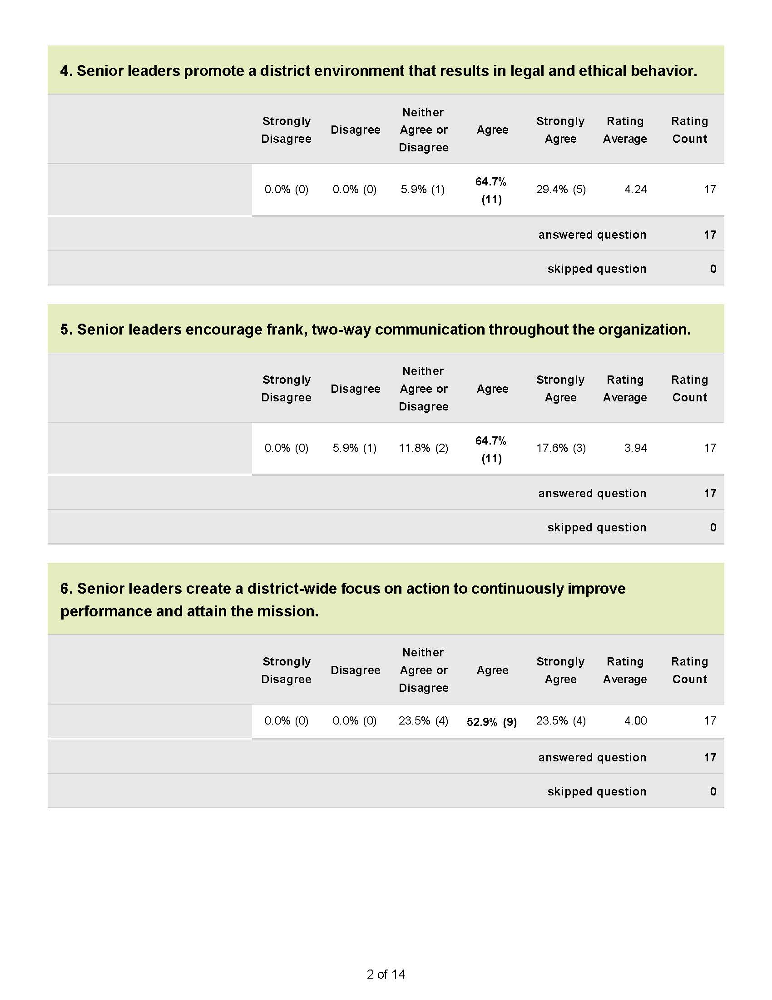 4. Senior leaders promote a district environment that results in legal and ethical behavior.
Strongly Disagree Disagree Neither Agree or Disagree Agree Strongly Agree Rating Average Rating Count
0.0% (0) 0.0% (0) 5.9% (1) 64.7% (11) 29.4% (5) 4.24 17
answered question 17
skipped question 0
5. Senior leaders encourage frank, two-way communication throughout the organization.
Strongly Disagree Disagree Neither Agree or Disagree Agree Strongly Agree Rating Average Rating Count
0.0% (0) 5.9% (1) 11.8% (2) 64.7% (11) 17.6% (3) 3.94 17
answered question 17
skipped question 0
6. Senior leaders create a district-wide focus on action to continuously improve
performance and attain the mission.
Strongly Disagree Disagree Neither Agree or Disagree Agree Strongly Agree Rating Average Rating Count
0.0% (0) 0.0% (0) 23.5% (4) 52.9% (9) 23.5% (4) 4.00 17
answered question 17
skipped question 0
2 of 14